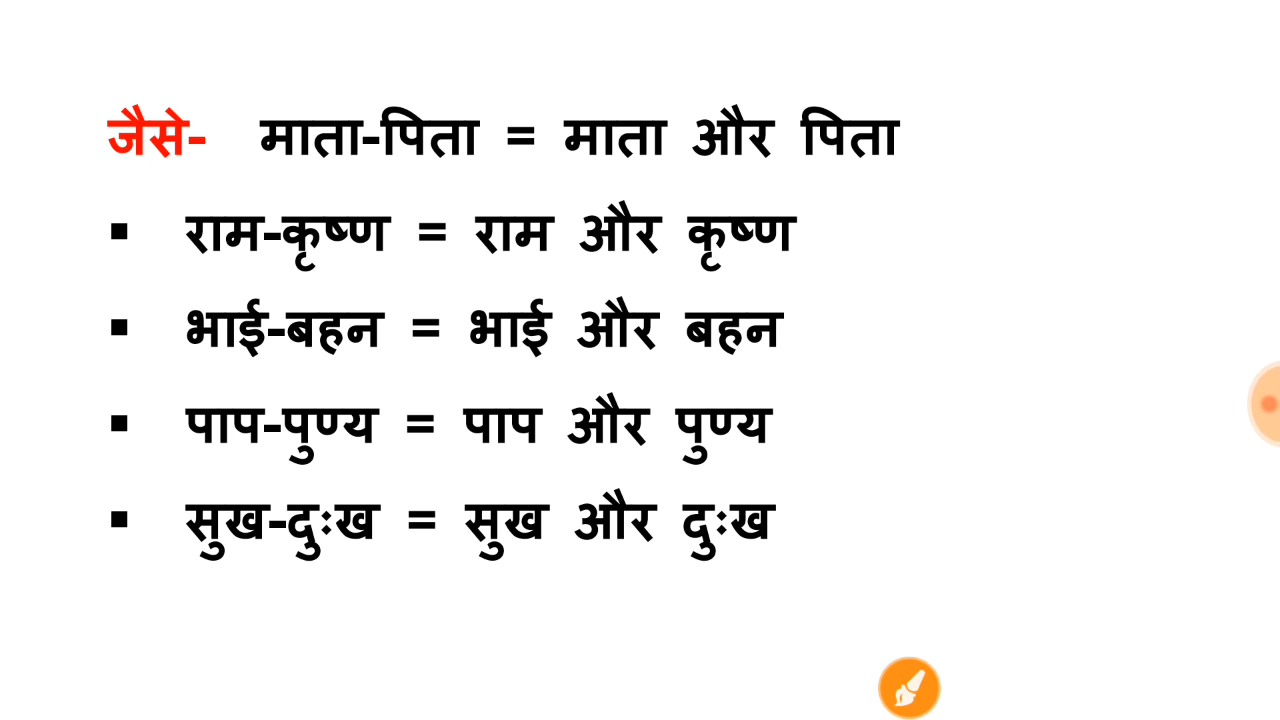 जैसे- माता-पिता = माता और पिता
▪ राम-कृष्ण = राम और कृष्ण
▪ भाई-बहन = भाई और बहन
▪ पाप-पुण्य = पाप और पुण्य
▪ सुख-दुःख = सुख और दुःख